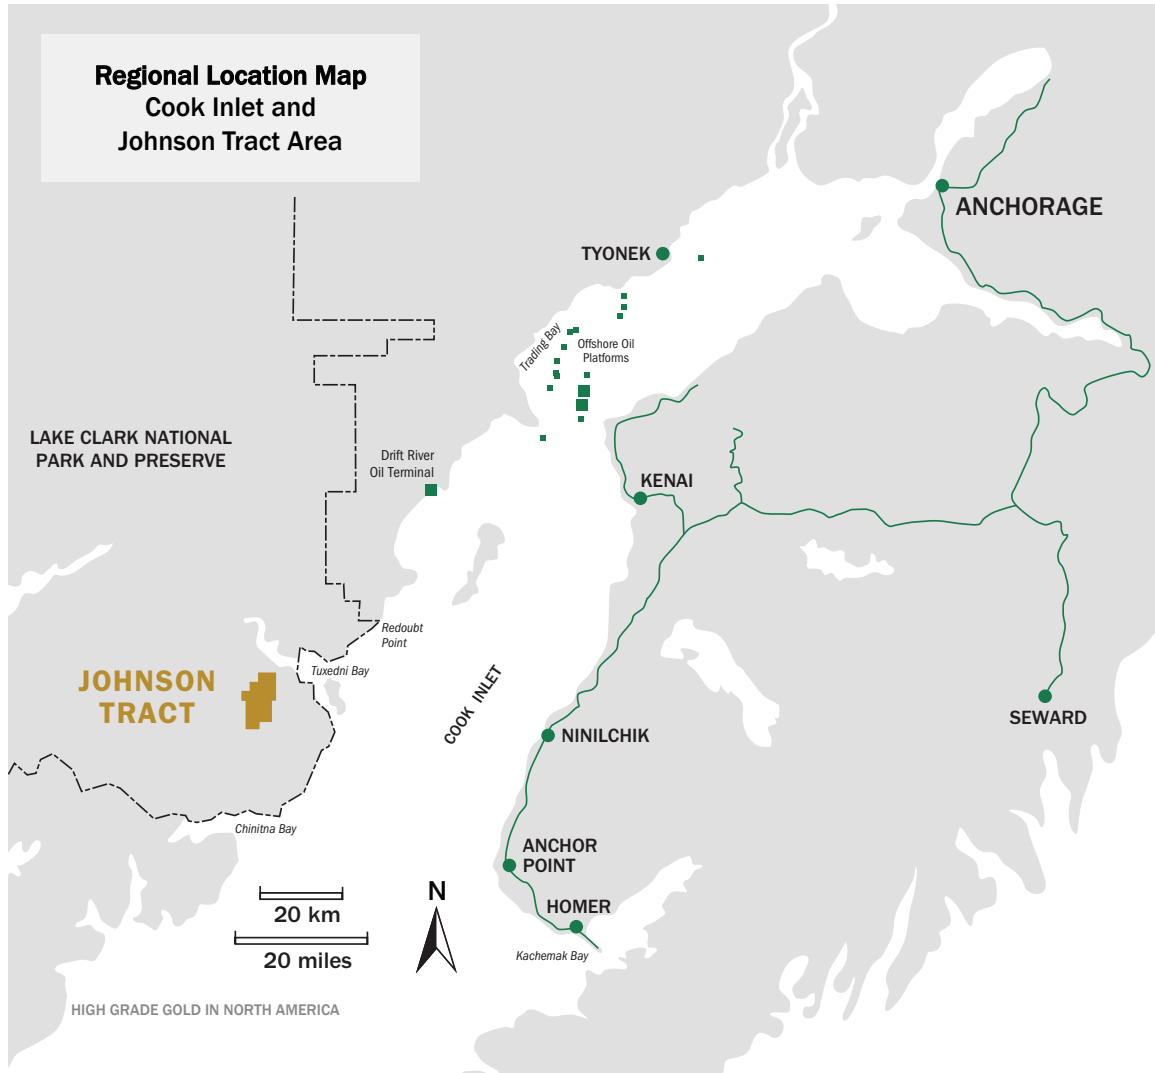 Regional Location Map
Cook Inlet and
Johnson Tract Area
ANCHORAGE
TYONEK
Trading Bay
Offshore Oil
Platforms
LAKE CLARK NATIONAL
PARK AND PRESERVE
Drift River
Oil Terminal
KENAI
Redoubt
Point
Tuxedni Bay
JOHNSON
TRACT
COOK INLET
SEWARD
NINILCHIK
Chinitna Bay
ANCHOR
POINT
N
20 km
HOMER
20 miles
Kachemak Bay
HIGH GRADE GOLD IN NORTH AMERICA